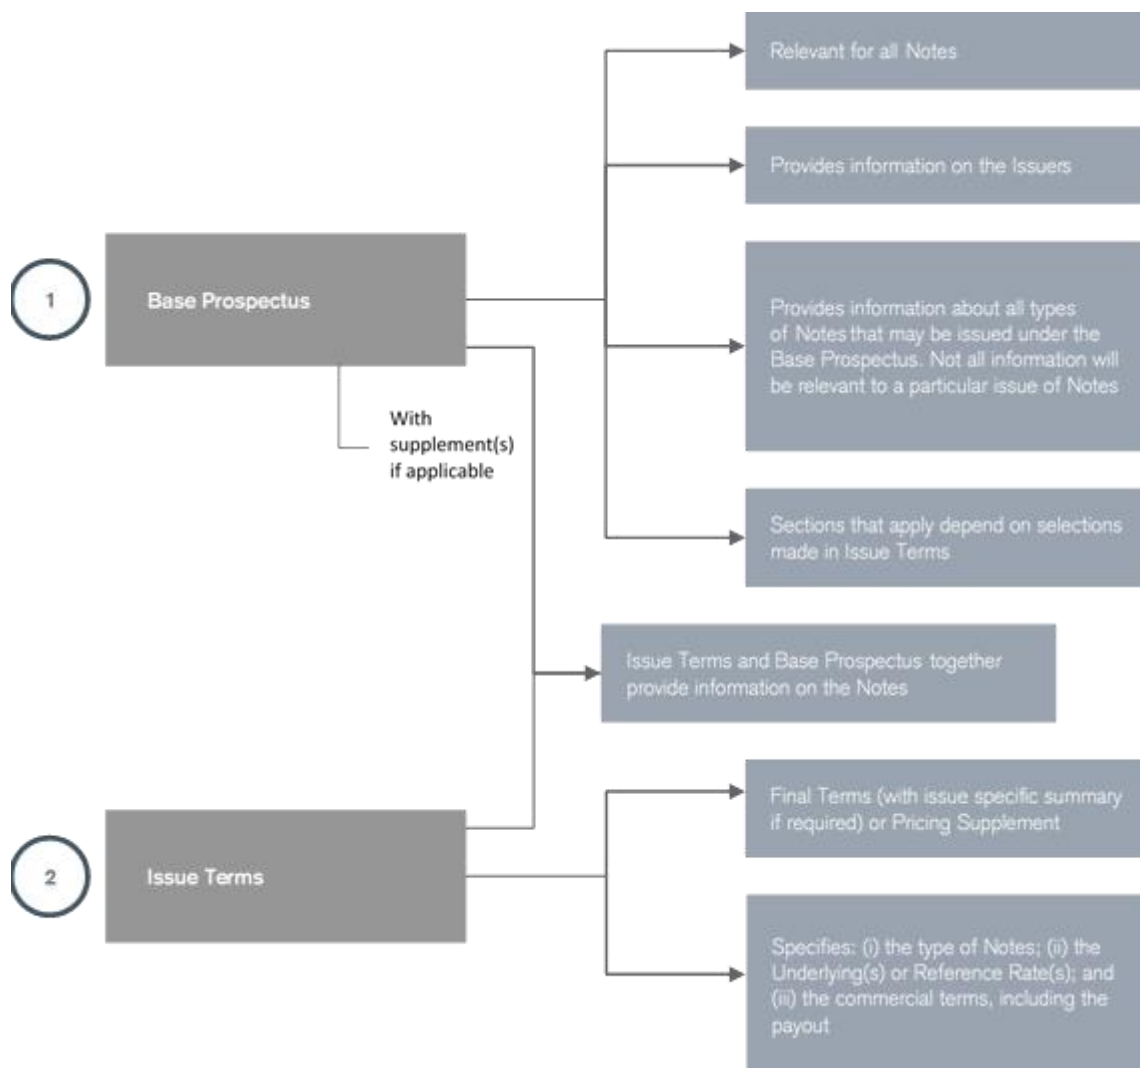 Relevant for all Notes
Provides information on the Issuers
1
Base Prospectus
Provides information about all types
of Notes that may be issued under the
Base Prospectus. Not all information will
be relevant to a particular issue of Notes
With
supplement(s)
if applicable
Sections that apply depend on selections
made in Issue Terms
Issue Terms and Base Prospectus together
provide information on the Notes
Final Terms (with issue specific summary
if required) or Pricing Supplement
2
Issue Terms
Specifies: (i) the type of Notes; (ii) the
Underlying(s) or Reference Rate(s); and
(iii) the commercial terms, including the
payout